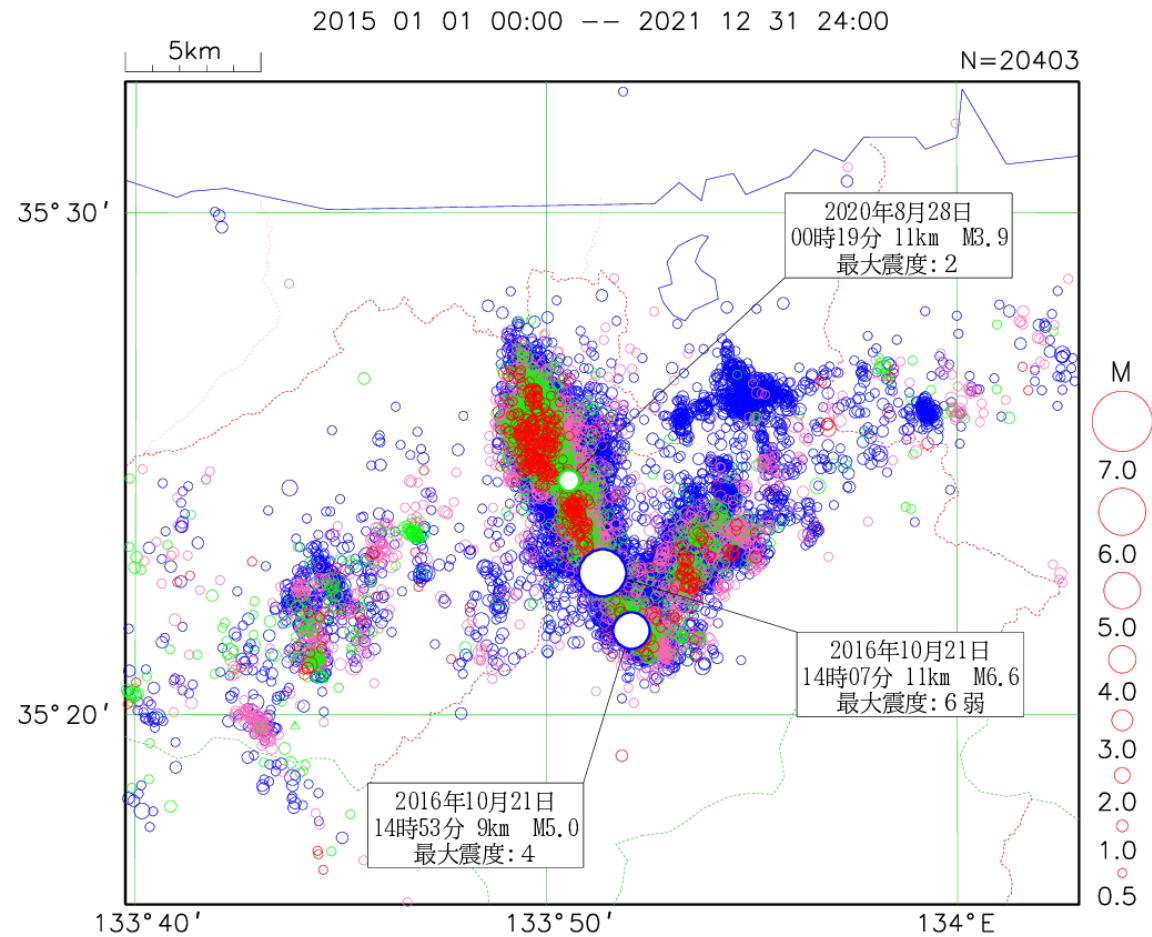 2015 01 01 00:00 -- 2021 12 31 24:00
5km
N=20403
35°30′
2020年8月28日
00時19分 11km M3.9
最大震度:2
M
7.0
6.0
5.0
4.0
3.0
2.0
1.0
0.5
2016年10月21日
14時07分 11km M6.6
最大震度:6弱
35°20′
2016年10月21日
14時53分 9km M5.0
最大震度:4
133°40′
133°50′
134°E